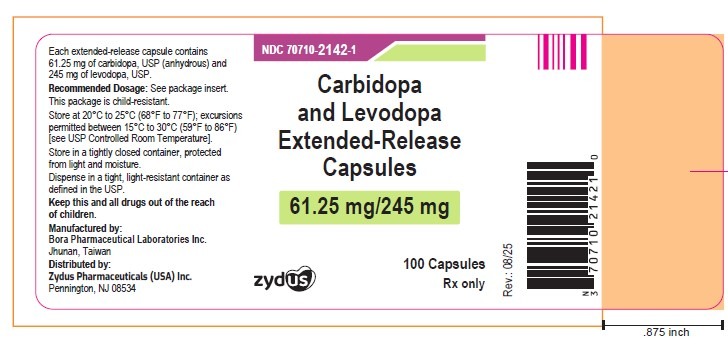 Each extended-release capsule contains
61.25 mg of carbidopa, USP (anhydrous) and
245 mg of levodopa, USP.
Recommended Dosage: See package insert.
This package is child-resistant.
Store at 20°C to 25°C (68°F to 77°F); excursions
permitted between 15°C to 30°C (59°F to 86°F)
[see USP Controlled Room Temperature].
Store in a tightly closed container, protected
from light and moisture.
Dispense in a tight, light-resistant container as
defined in the USP.
Keep this and all drugs out of the reach
of children.
Manufactured by:
Bora Pharmaceutical Laboratories Inc.
Jhunan, Taiwan
Distributed by:
Zydus Pharmaceuticals (USA) Inc.
Pennington, NJ 08534
NDC 70710-2142-1
Carbidopa
and Levodopa
Extended-Release
Capsules
61.25 mg/245 mg
zydus
100 Capsules
Rx only
Rev.: 08/25
N
3 70710 21421 0
.875 inch